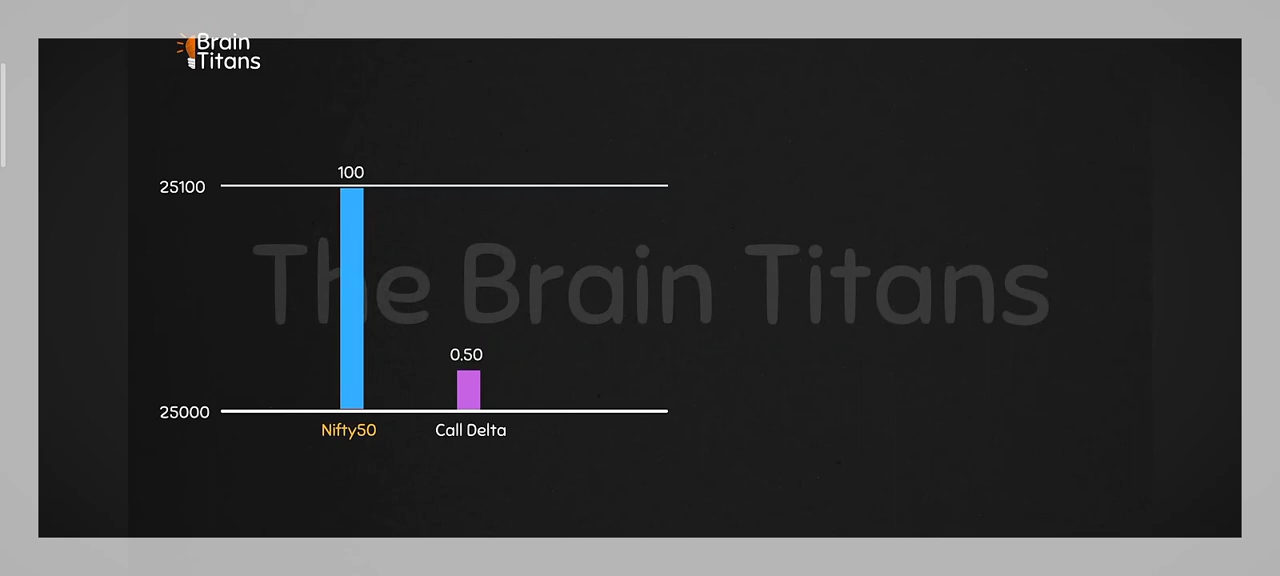 Brain
Titans
100
25100
The Brain Titans
0.50
25000
Nifty50
Call Delta